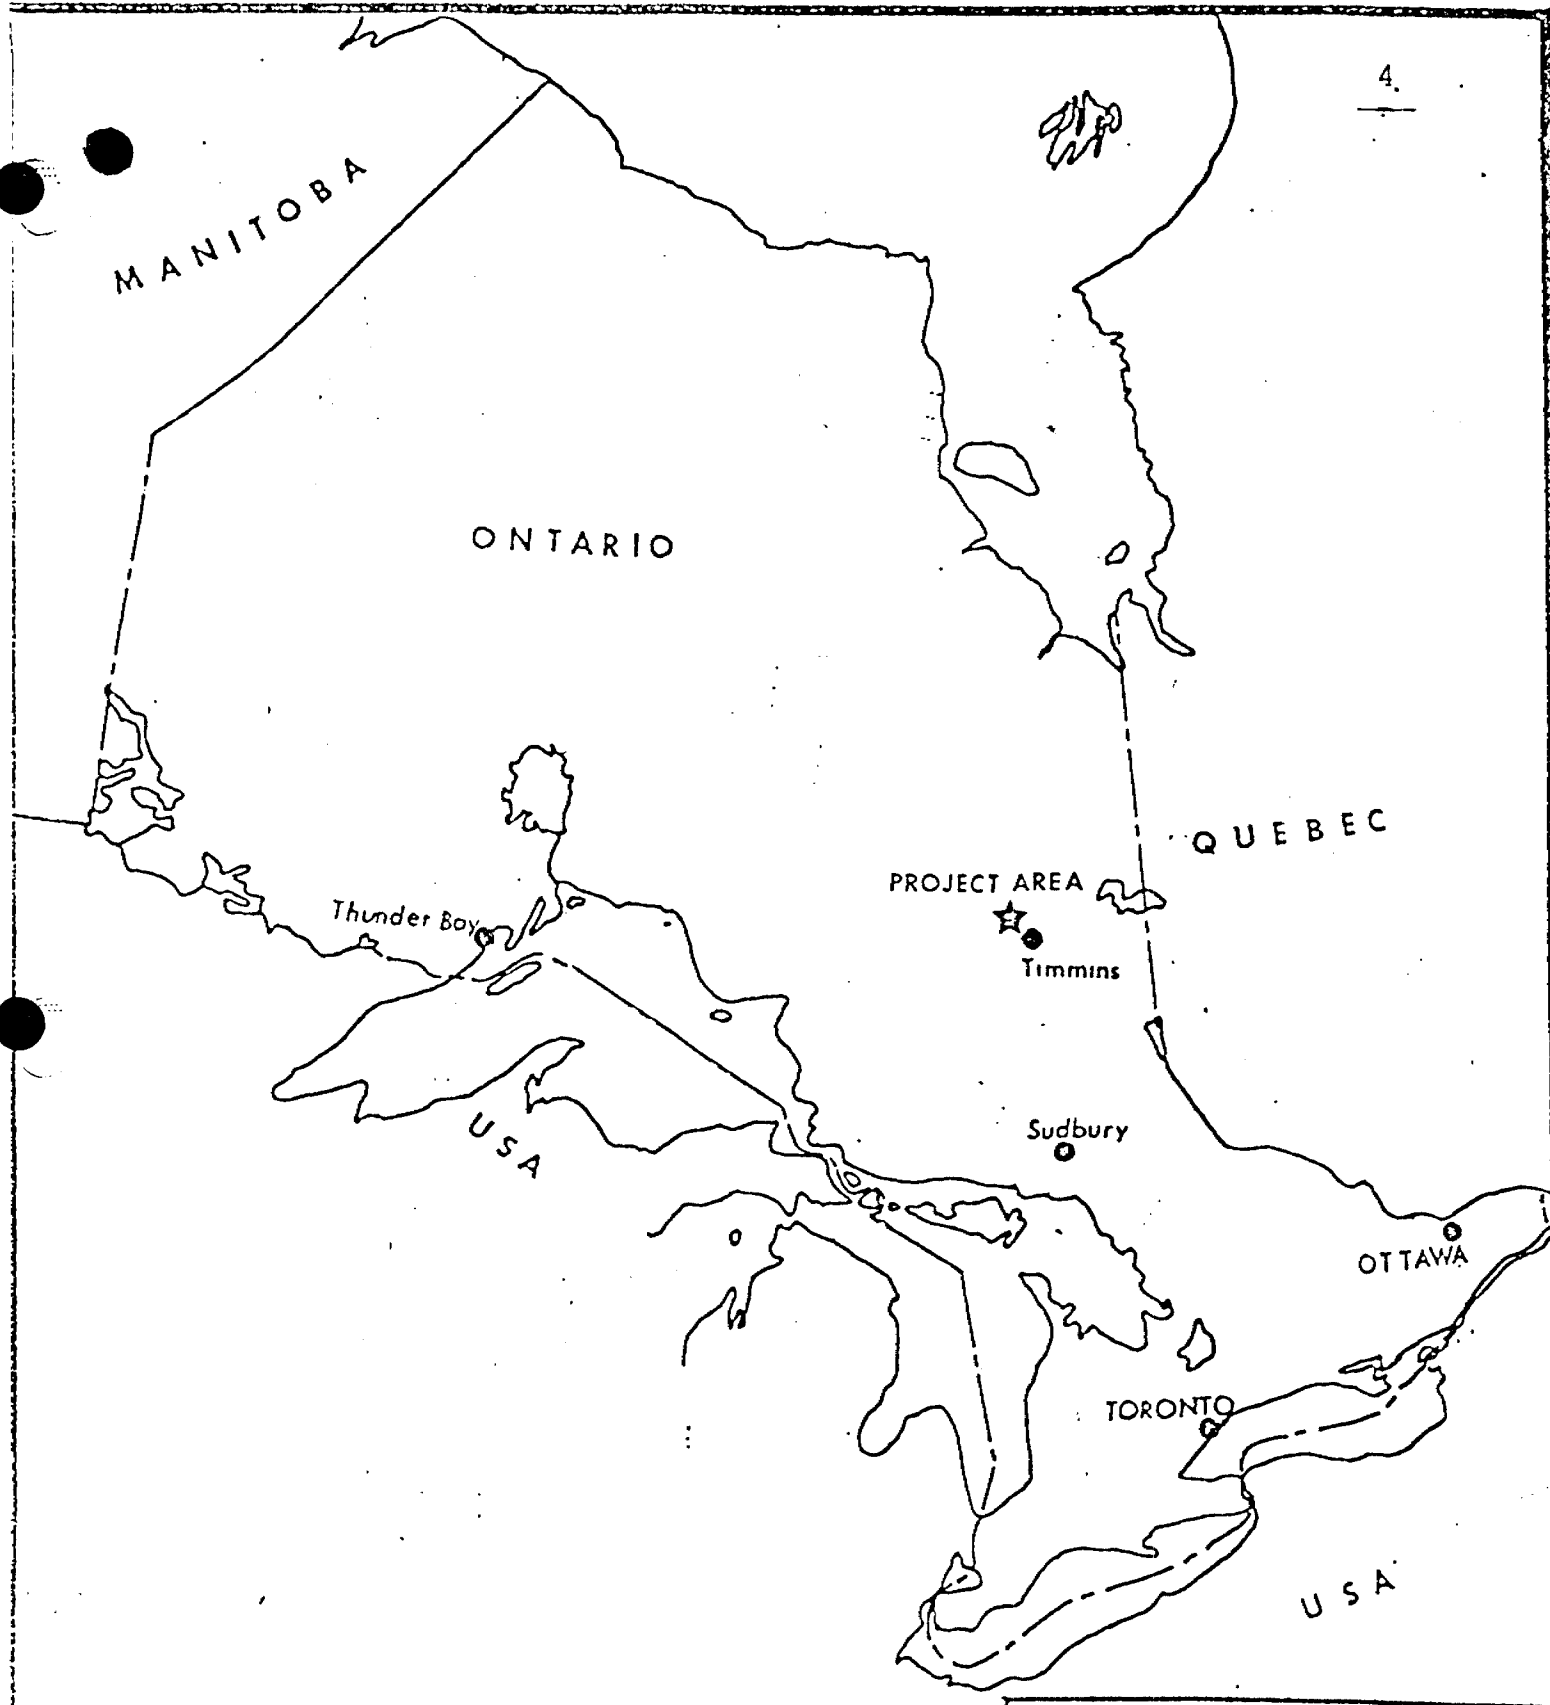 4.
MANITOBA
ONTARIO
QUEBEC
PROJECT AREA
Thunder Bay
Timmins
USA
Sudbury
OTTAWA
TORONTO
USA